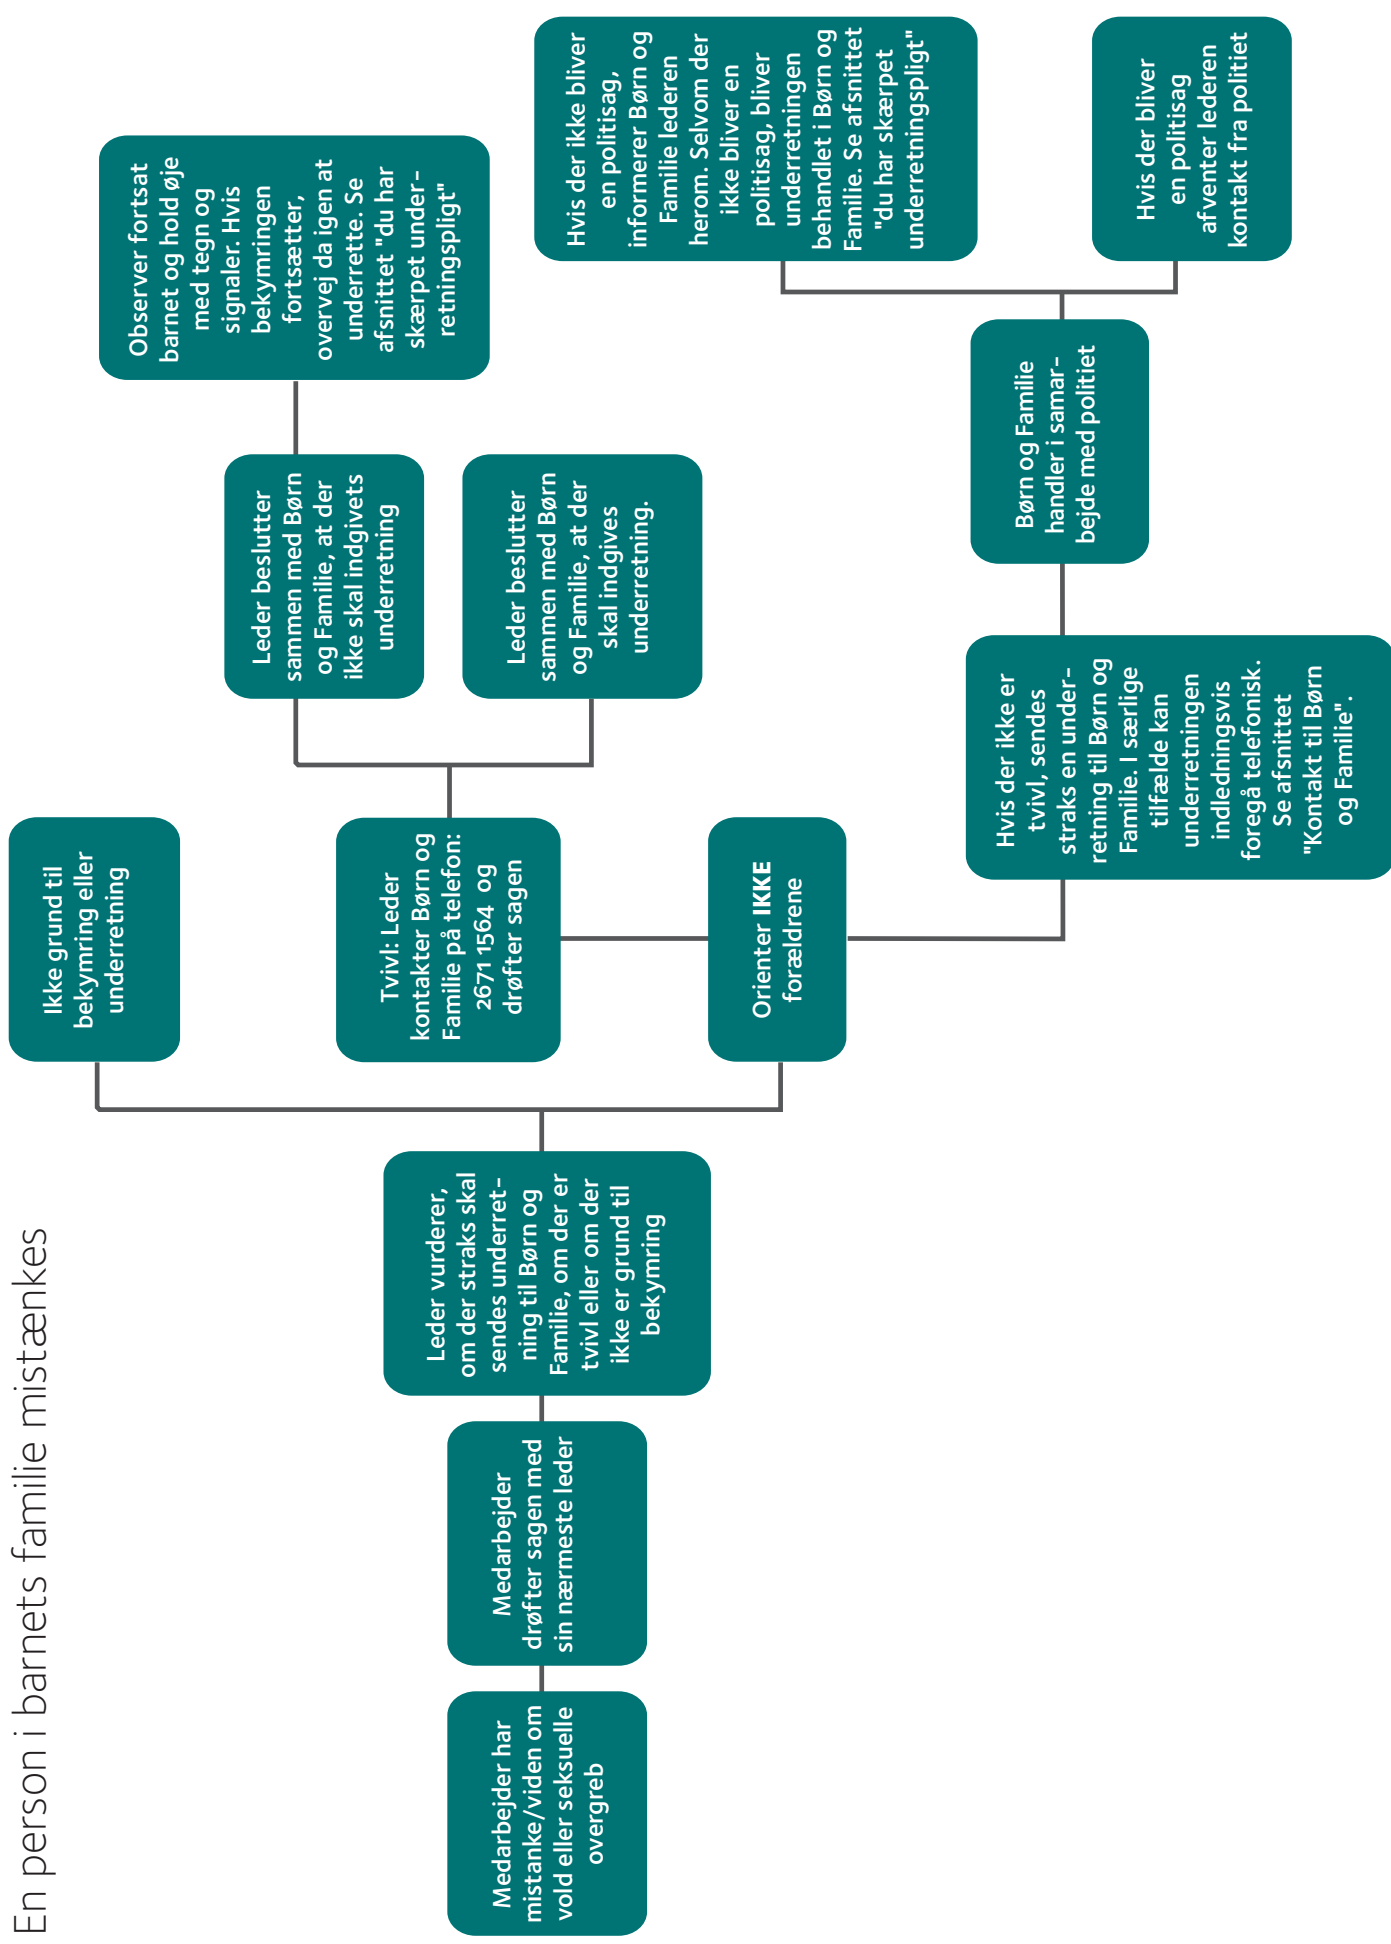 En person i barnets familie mistænkes
Medarbejder har
mistanke/viden om
vold eller seksuelle
overgreb
Medarbejder
drøfter sagen med
sin nærmeste leder
Leder vurderer,
om der straks skal
sendes underret-
ning til Børn og
Familie, om der er
tvivl eller om der
ikke er grund til
bekymring
Ikke grund til
bekymring eller
underretning
Tvivl: Leder
kontakter Børn og
Familie på telefon:
2671 1564 og
drøfter sagen
Orienter IKKE
forældrene
Leder beslutter
sammen med Børn
og Familie, at der
ikke skal indgivets
underretning
Leder beslutter
sammen med Børn
og Familie, at der
skal indgives
underretning.
Observer fortsat
barnet og hold øje
med tegn og
signaler. Hvis
bekymringen
fortsætter,
overvej da igen at
underrette. Se
afsnittet "du har
skærpet under-
retningspligt"
Hvis der ikke er
tvivl, sendes
straks en under-
retning til Børn og
Familie. I særlige
tilfælde kan
underretningen
indledningsvis
foregå telefonisk.
Se afsnittet
"Kontakt til Børn
og Familie".
Børn og Familie
handler i samar-
bejde med politiet
Hvis der ikke bliver
en politisag,
informerer Børn og
Familie lederen
herom. Selvom der
ikke bliver en
politisag, bliver
underretningen
behandlet i Børn og
Familie. Se afsnittet
"du har skærpet
underretningspligt"
Hvis der bliver
en politisag
afventer lederen
kontakt fra politiet